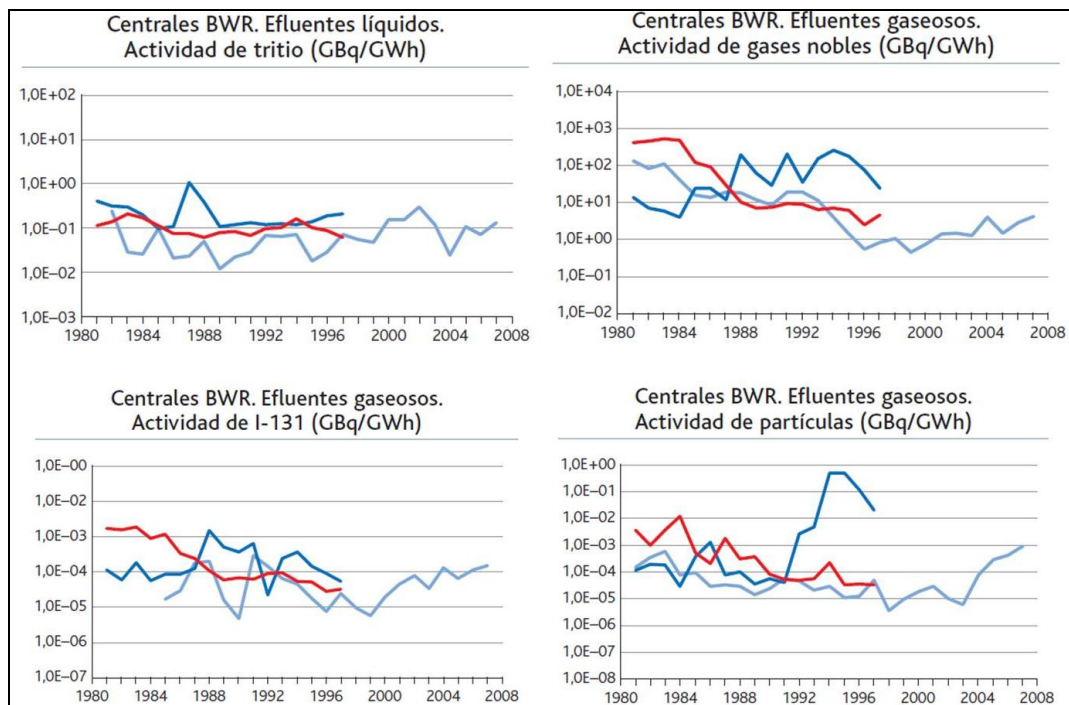 Centrales BWR. Efluentes líquidos.
Actividad de tritio (GBq/GWh)
1,0E+02
1,0E+01
1,0E+00
1,0E−01
1,0E−02
1,0E−03
1980 1984 1988 1992 1996 2000 2004 2008
Centrales BWR. Efluentes gaseosos.
Actividad de gases nobles (GBq/GWh)
1,0E+04
1,0E+03
1,0E+02
1,0E+01
1,0E+00
1,0E−01
1,0E−02
1980 1984 1988 1992 1996 2000 2004 2008
Centrales BWR. Efluentes gaseosos.
Actividad de I-131 (GBq/GWh)
1,0E−00
1,0E−02
1,0E−03
1,0E−04
1,0E−05
1,0E−06
1,0E−07
1980 1984 1988 1992 1996 2000 2004 2008
Centrales BWR. Efluentes gaseosos.
Actividad de partículas (GBq/GWh)
1,0E+00
1,0E−01
1,0E−02
1,0E−03
1,0E−04
1,0E−05
1,0E−06
1,0E−07
1,0E−08
1980 1984 1988 1992 1996 2000 2004 2008